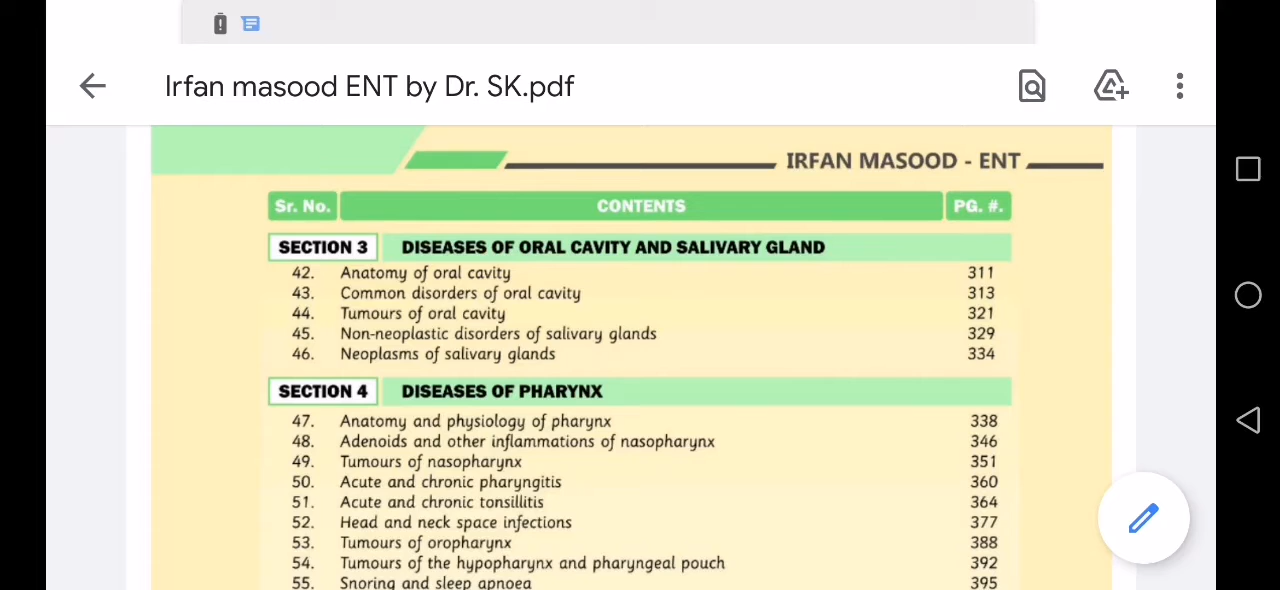 Irfan masood ENT by Dr. SK.pdf
IRFAN MASOOD - ENT
Sr. No. CONTENTS PG. #.
SECTION 3 DISEASES OF ORAL CAVITY AND SALIVARY GLAND
42. Anatomy of oral cavity 311
43. Common disorders of oral cavity 313
44. Tumours of oral cavity 321
45. Non-neoplastic disorders of salivary glands 329
46. Neoplasms of salivary glands 334
SECTION 4 DISEASES OF PHARYNX
47. Anatomy and physiology of pharynx 338
48. Adenoids and other inflammations of nasopharynx 346
49. Tumours of nasopharynx 351
50. Acute and chronic pharyngitis 360
51. Acute and chronic tonsillitis 364
52. Head and neck space infections 377
53. Tumours of oropharynx 388
54. Tumours of the hypopharynx and pharyngeal pouch 392
55. Snoring and sleep apnoea 395